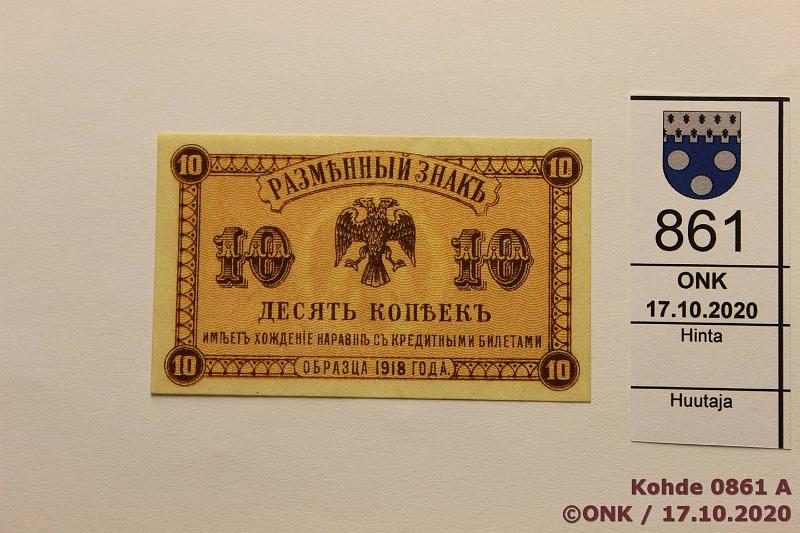 10 10
РАЗМѢННЫЙ ЗНАКЪ
10 10
ДЕСЯТЬ КОПѢЕКЪ
ИМѢЕТЪ ХОЖДЕНІЕ НАРАВНѢ СЪ КРЕДИТНЫМИ БИЛЕТАМИ
10 ОБРАЗЦА 1918 ГОДА. 10
861
ONK
17.10.2020
Hinta
Huutaja
Kohde 0861 A
©ONK / 17.10.2020